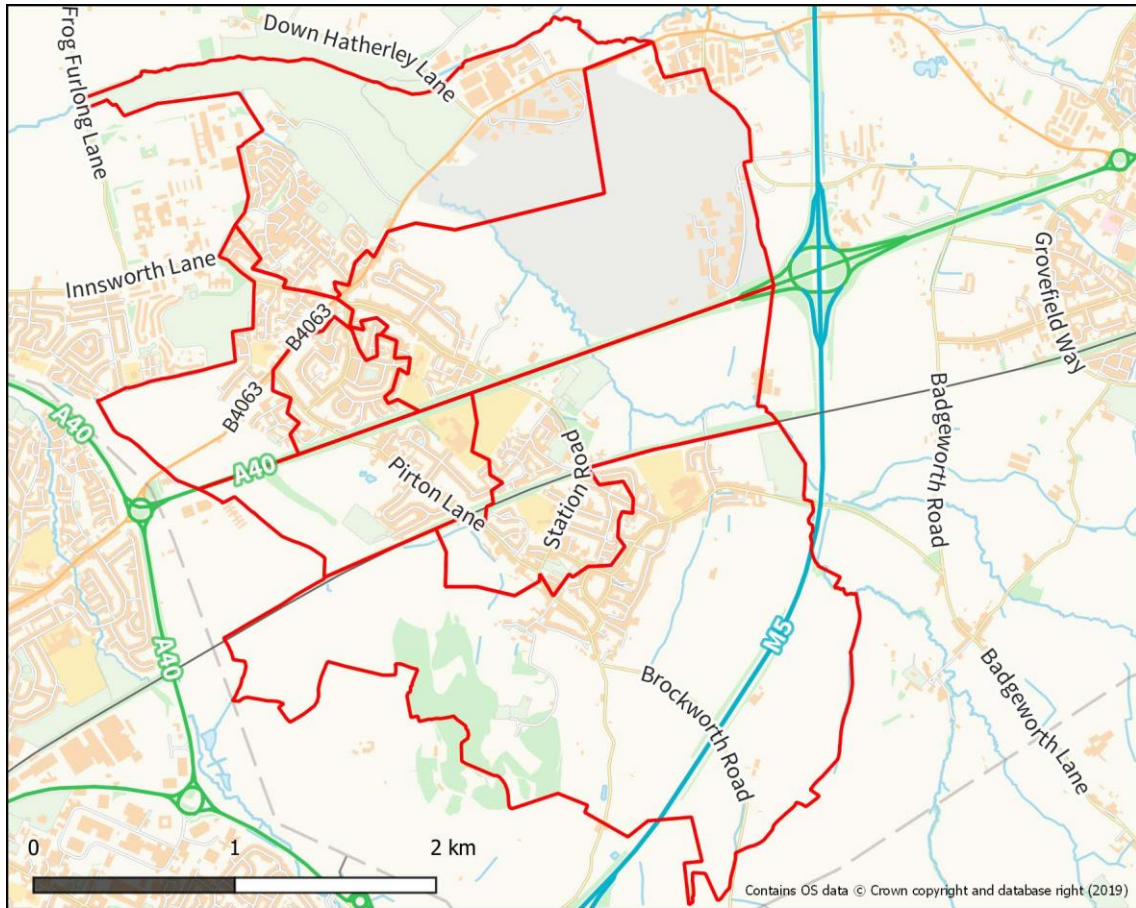 Frog Furlong Lane
Down Hatherley Lane
Innsworth Lane
B4063
B4063
A40
A40
A40
Pirton Lane
Station Road
Grovefield Way
Badgeworth Road
Badgeworth Lane
M5
Brockworth Road
0 1 2 km
Contains OS data © Crown copyright and database right (2019)